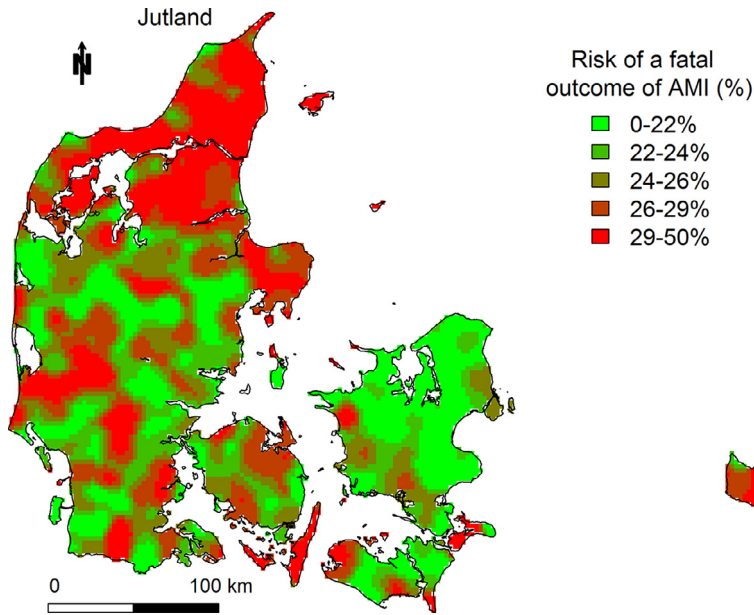 Jutland
N
Risk of a fatal
outcome of AMI (%)
0-22%
22-24%
24-26%
26-29%
29-50%
0 100 km